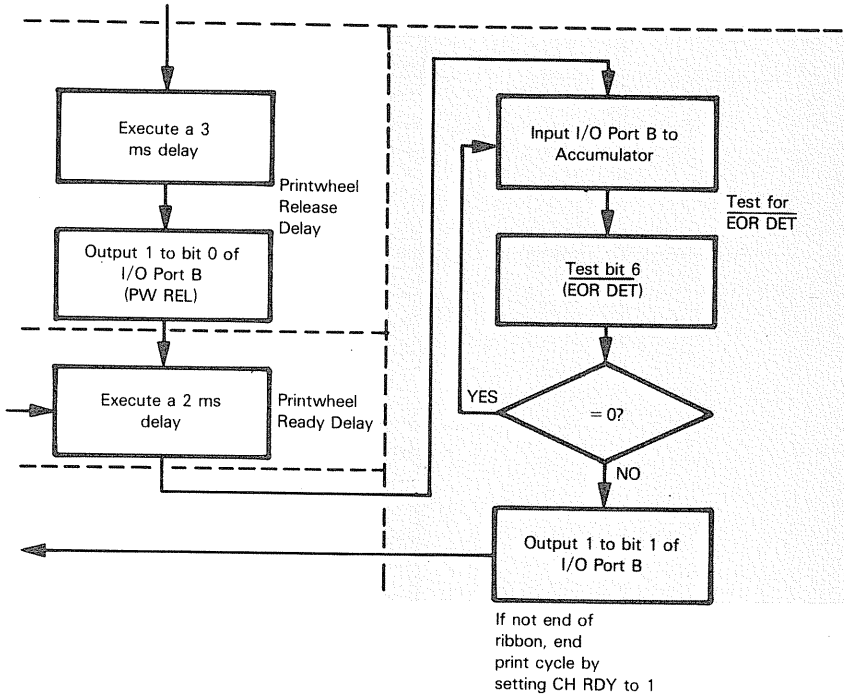 Execute a 3
ms delay
Printwheel
Release
Delay
Output 1 to bit 0 of
I/O Port B
(PW REL)
Execute a 2 ms
delay
Printwheel
Ready Delay
Input I/O Port B to
Accumulator
Test for
EOR DET
Test bit 6
(EOR DET)
YES
= 0?
NO
Output 1 to bit 1 of
I/O Port B
If not end of
ribbon, end
print cycle by
setting CH RDY to 1